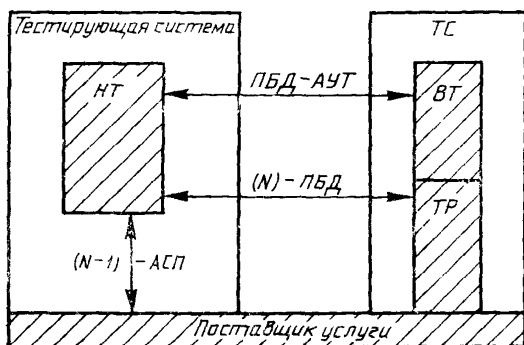 Тестирующая система
ТС
НТ
ПБД-АУТ
ВТ
(N)-ПБД
ТР
(N-1)-АСП
Поставщик услуги